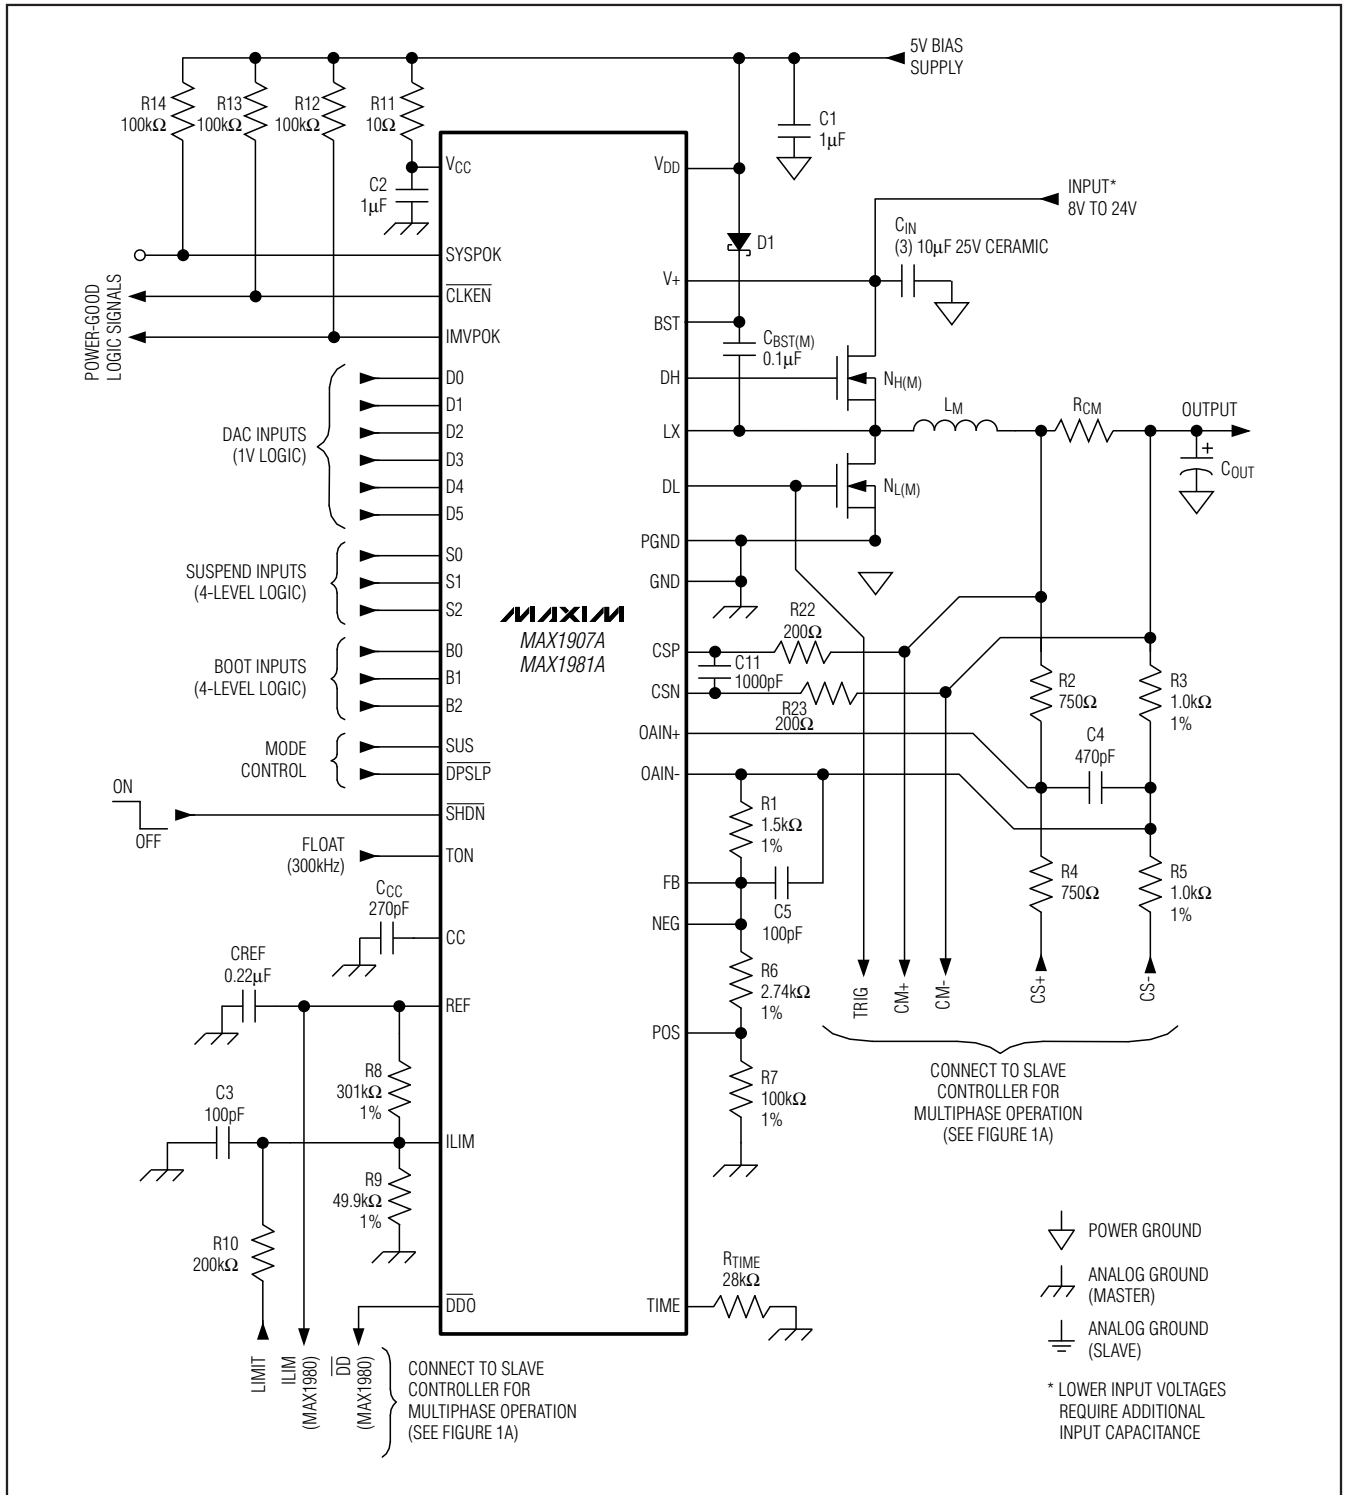 5V BIAS
SUPPLY
R14
100kΩ
R13
100kΩ
R12
100kΩ
R11
10Ω
C1
1μF
VCC
VDD
C2
1μF
INPUT*
8V TO 24V
CIN
(3) 10μF 25V CERAMIC
D1
SYSPOK
V+
CLKEN
POWER-GOOD
LOGIC SIGNALS
IMVPOK
BST
CBST(M)
0.1μF
DAC INPUTS
(1V LOGIC)
D0
D1
D2
D3
D4
D5
DH
NH(M)
LX
LM
RCM
OUTPUT
+
COUT
DL
NL(M)
PGND
GND
SUSPEND INPUTS
(4-LEVEL LOGIC)
S0
S1
S2
MAXIM
MAX1907A
MAX1981A
BOOT INPUTS
(4-LEVEL LOGIC)
B0
B1
B2
R22
200Ω
CSP
C11
1000pF
CSN
R23
200Ω
R2
750Ω
R3
1.0kΩ
1%
OAIN+
C4
470pF
MODE
CONTROL
SUS
DPSLP
OAIN-
ON
OFF
SHDN
R1
1.5kΩ
1%
FLOAT
(300kHz)
TON
FB
C5
100pF
R4
750Ω
R5
1.0kΩ
1%
CCC
270pF
CC
NEG
R6
2.74kΩ
1%
CREF
0.22μF
REF
TRIG
CM+
CM-
CS+
CS-
POS
R8
301kΩ
1%
R7
100kΩ
1%
CONNECT TO SLAVE
CONTROLLER FOR
MULTIPHASE OPERATION
(SEE FIGURE 1A)
C3
100pF
ILIM
R9
49.9kΩ
1%
R10
200kΩ
RTIME
28kΩ
DDO
TIME
POWER GROUND
ANALOG GROUND
(MASTER)
ANALOG GROUND
(SLAVE)
LIMIT
ILIM
(MAX1980)
DD
(MAX1980)
CONNECT TO SLAVE
CONTROLLER FOR
MULTIPHASE OPERATION
(SEE FIGURE 1A)
* LOWER INPUT VOLTAGES
REQUIRE ADDITIONAL
INPUT CAPACITANCE